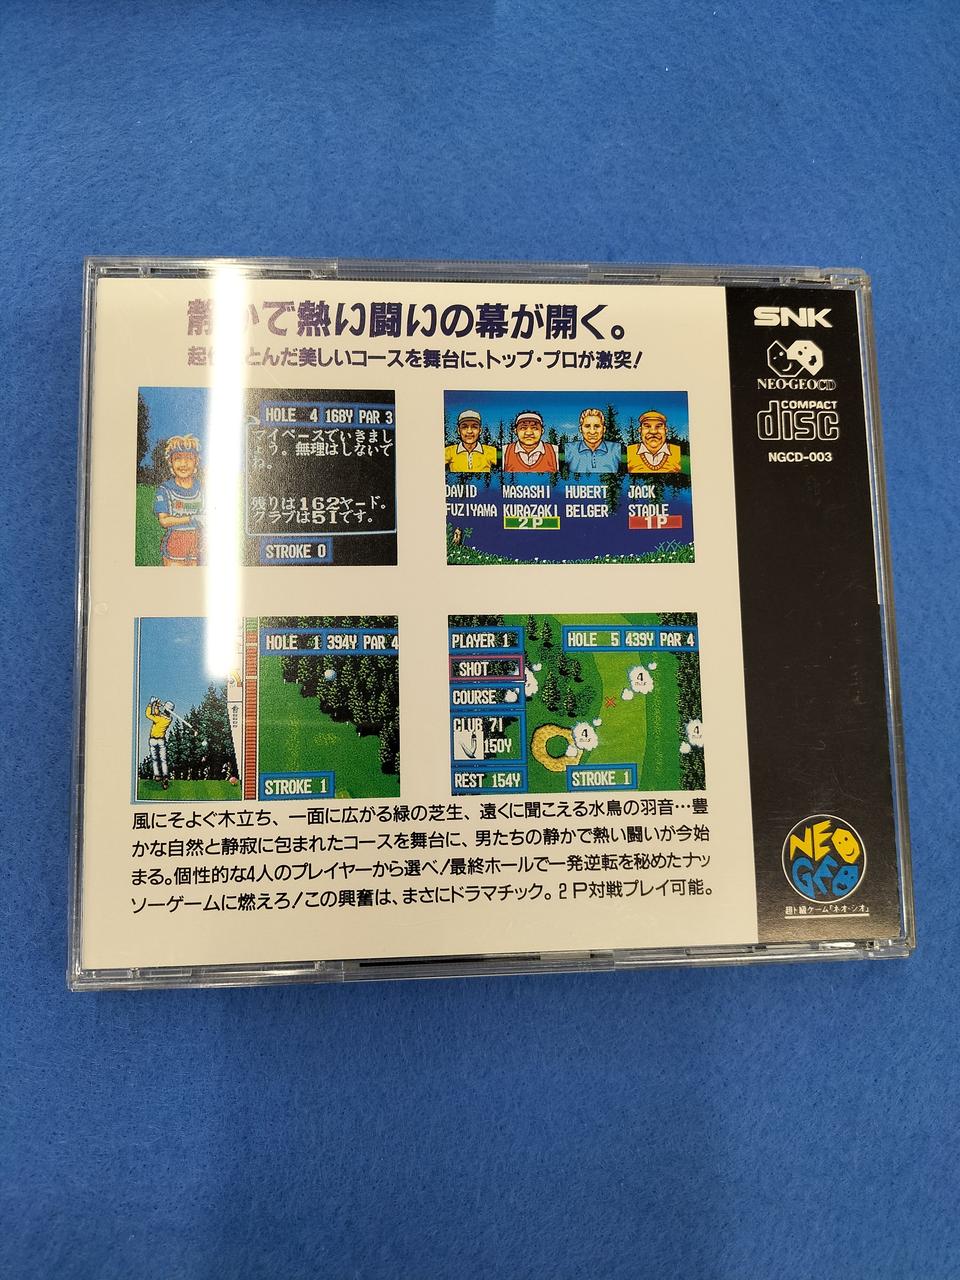 静かで熱い闘いの幕が開く。
起伏にとんだ美しいコースを舞台に、トップ・プロが激突!
SNK
NEO・GEO CD
COMPACT
disc
NGCD-003
HOLE 4 168Y PAR 3
マイペースでいきまし
ょう。無理はしないで
ね。
残りは162ヤード。
クラブは5Iです。
STROKE 0
DAVID MASASHI HUBERT JACK
FUZIYAMA KURAZAKI BELGER STADLE
2P 1P
HOLE 1 394Y PAR 4
STROKE 1
PLAYER 1
HOLE 5 439Y PAR 4
SHOT
COURSE
CLUB 7I
150Y
REST 154Y
STROKE 1
4
4
4
風にそよぐ木立ち、一面に広がる緑の芝生、遠くに聞こえる水鳥の羽音…豊
かな自然と静寂に包まれたコースを舞台に、男たちの静かで熱い闘いが今始
まる。個性的な4人のプレイヤーから選べ!最終ホールで一発逆転を秘めたナッ
ソーゲームに燃えろ!この興奮は、まさにドラマチック。2P対戦プレイ可能。
NEO
GEO
超ド級ゲーム「ネオ・ジオ」